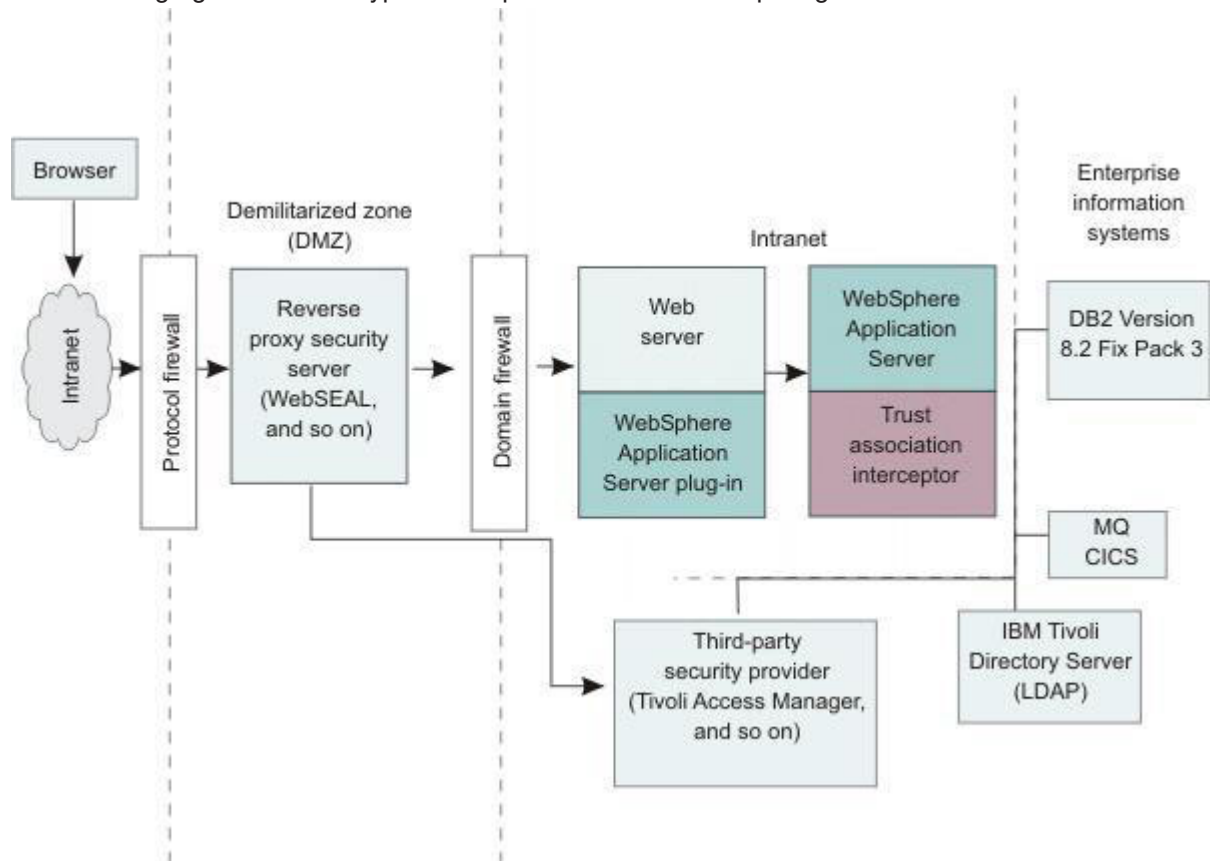 Browser
Intranet
Protocol firewall
Demilitarized zone
(DMZ)
Reverse
proxy security
server
(WebSEAL,
and so on)
Domain firewall
Intranet
Web
server
WebSphere
Application
Server plug-in
WebSphere
Application
Server
Trust
association
interceptor
Enterprise
information
systems
DB2 Version
8.2 Fix Pack 3
MQ
CICS
IBM Tivoli
Directory Server
(LDAP)
Third-party
security provider
(Tivoli Access Manager,
and so on)